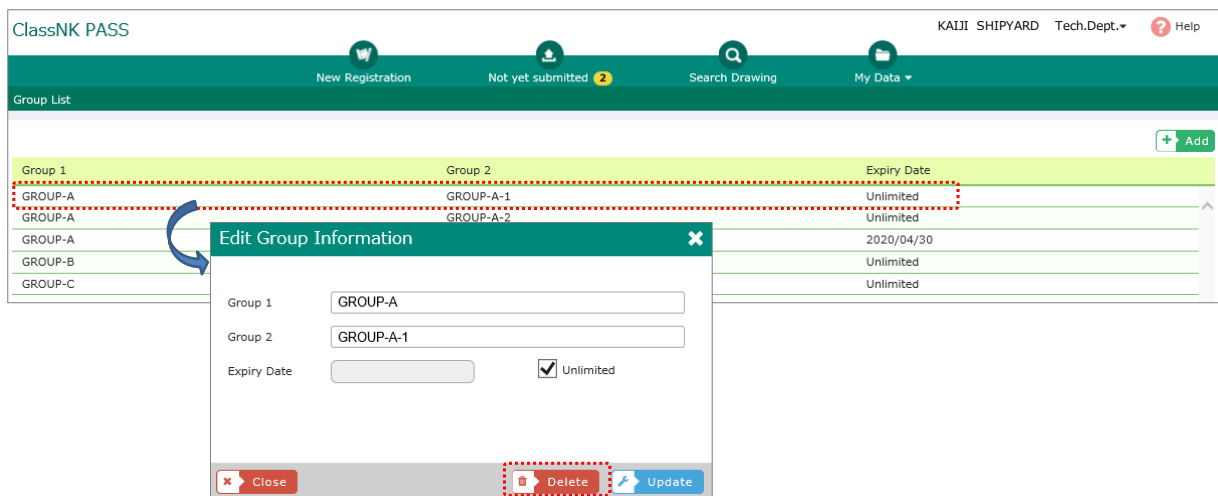 ClassNK PASS
KAIJI SHIPYARD Tech.Dept.
? Help
New Registration Not yet submitted 2 Search Drawing My Data
Group List
+ Add
Group 1 Group 2 Expiry Date
GROUP-A GROUP-A-1 Unlimited
GROUP-A GROUP-A-2 Unlimited
GROUP-A 2020/04/30
GROUP-B Unlimited
GROUP-C Unlimited
Edit Group Information
Group 1 GROUP-A
Group 2 GROUP-A-1
Expiry Date Unlimited
Close Delete Update